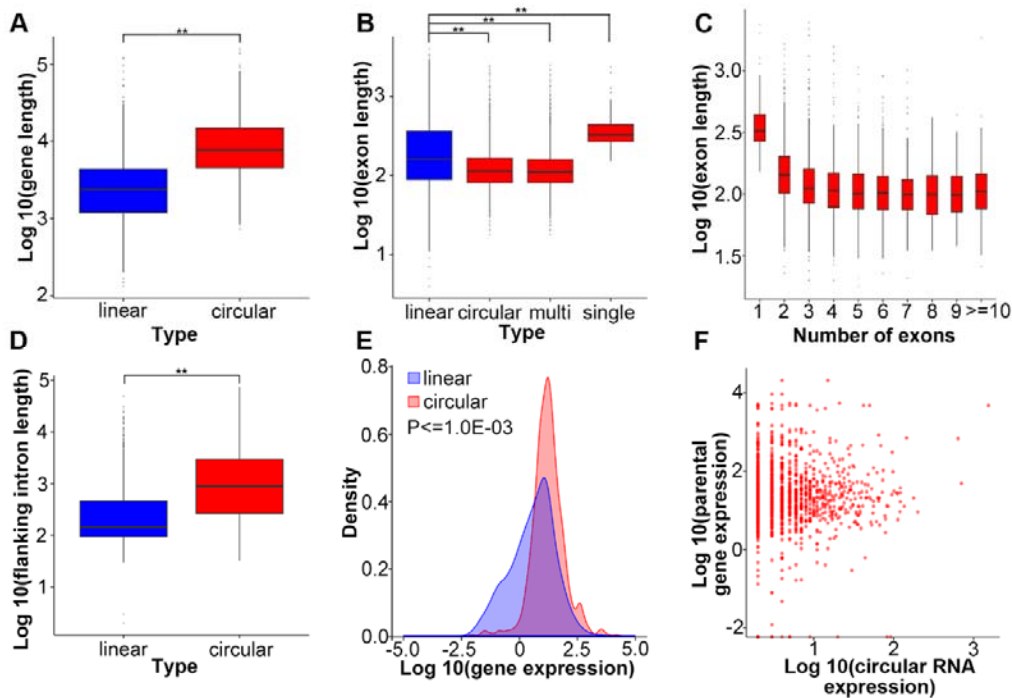 A
Log 10(gene length)
5
4
3
2
**
linear circular
Type
B
Log 10(exon length)
3
2
1
**
**
**
linear circular multi single
Type
C
Log 10(exon length)
3.0
2.5
2.0
1.5
1 2 3 4 5 6 7 8 9 >=10
Number of exons
D
Log 10(flanking intron length)
5
4
3
2
1
**
linear circular
Type
E
Density
0.8
0.6
0.4
0.2
0.0
linear
circular
P<=1.0E-03
-5.0 -2.5 0 2.5 5.0
Log 10(gene expression)
F
Log 10(parental
gene expression)
4
2
0
-2
1 2 3
Log 10(circular RNA
expression)